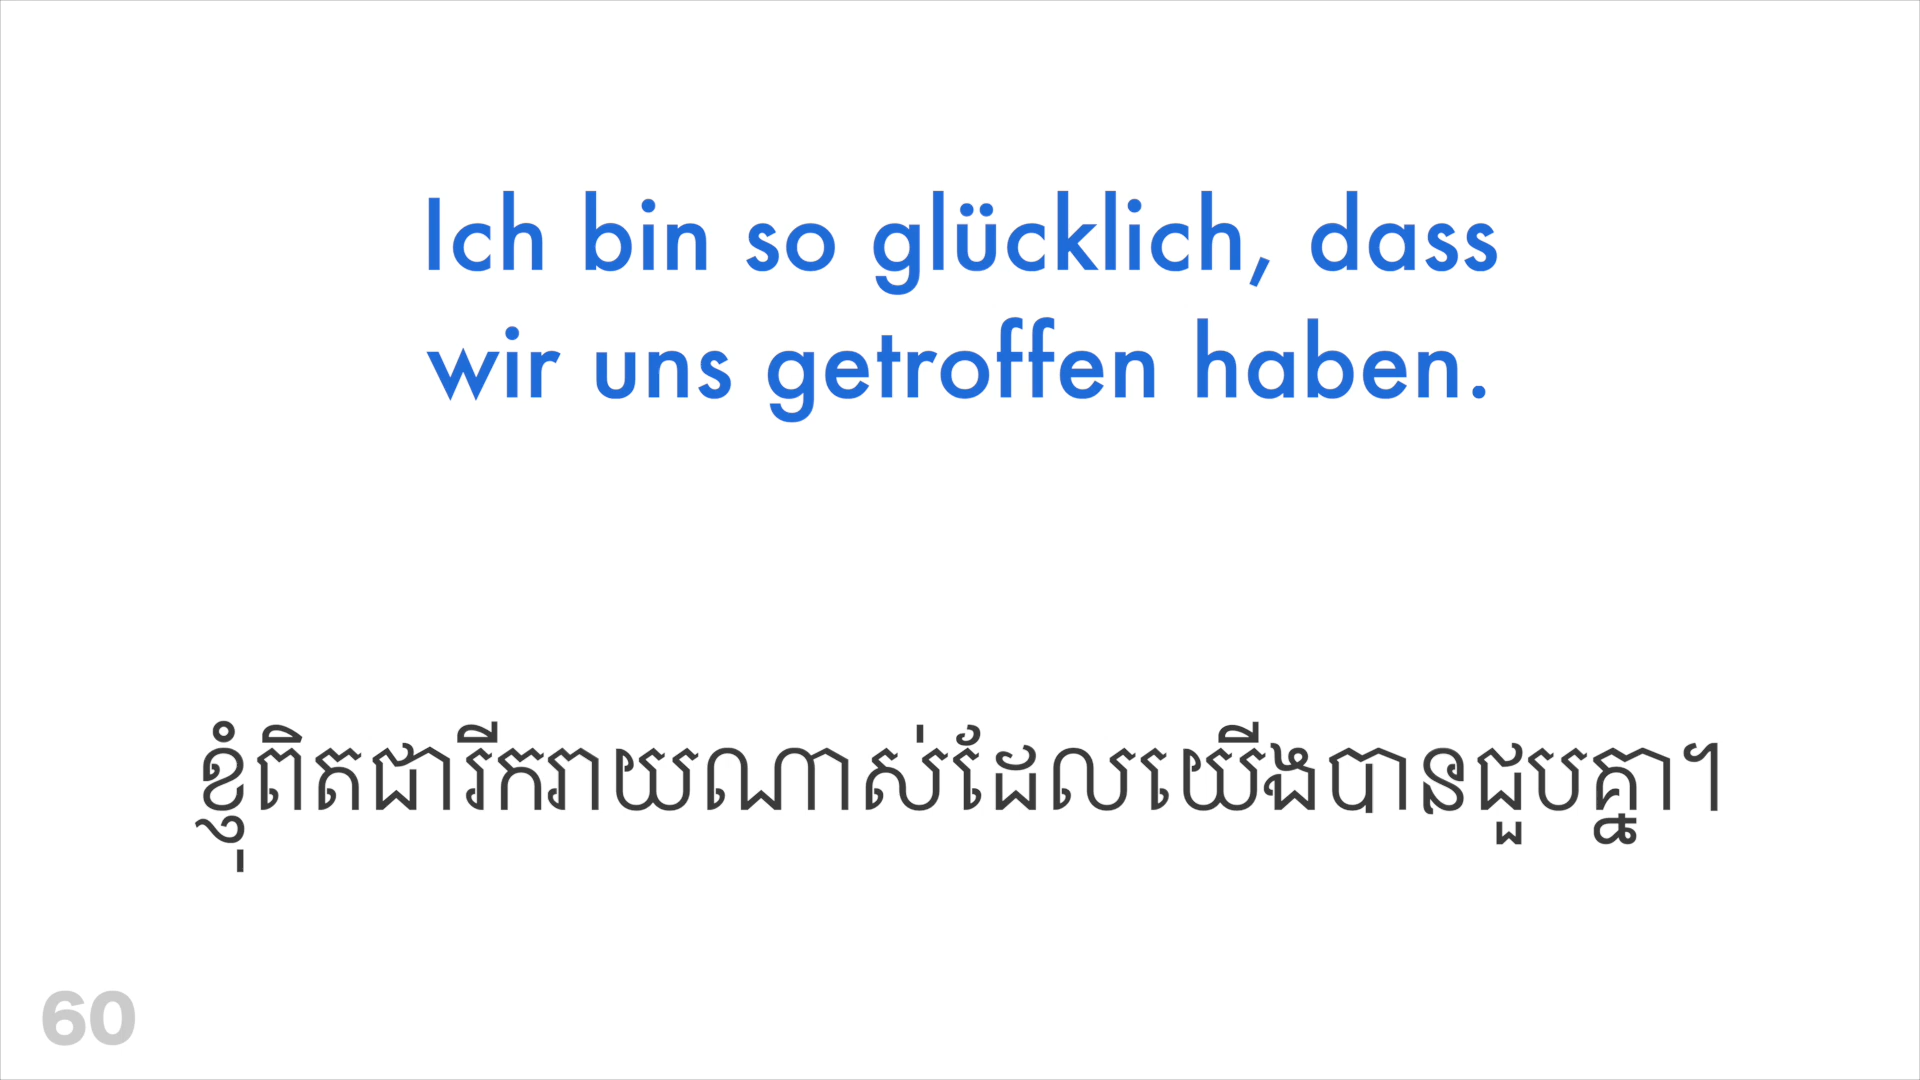 Ich bin so glücklich, dass
wir uns getroffen haben.
ខ្ញុំពិតជារីករាយណាស់ដែលយើងបានជួបគ្នា។
60